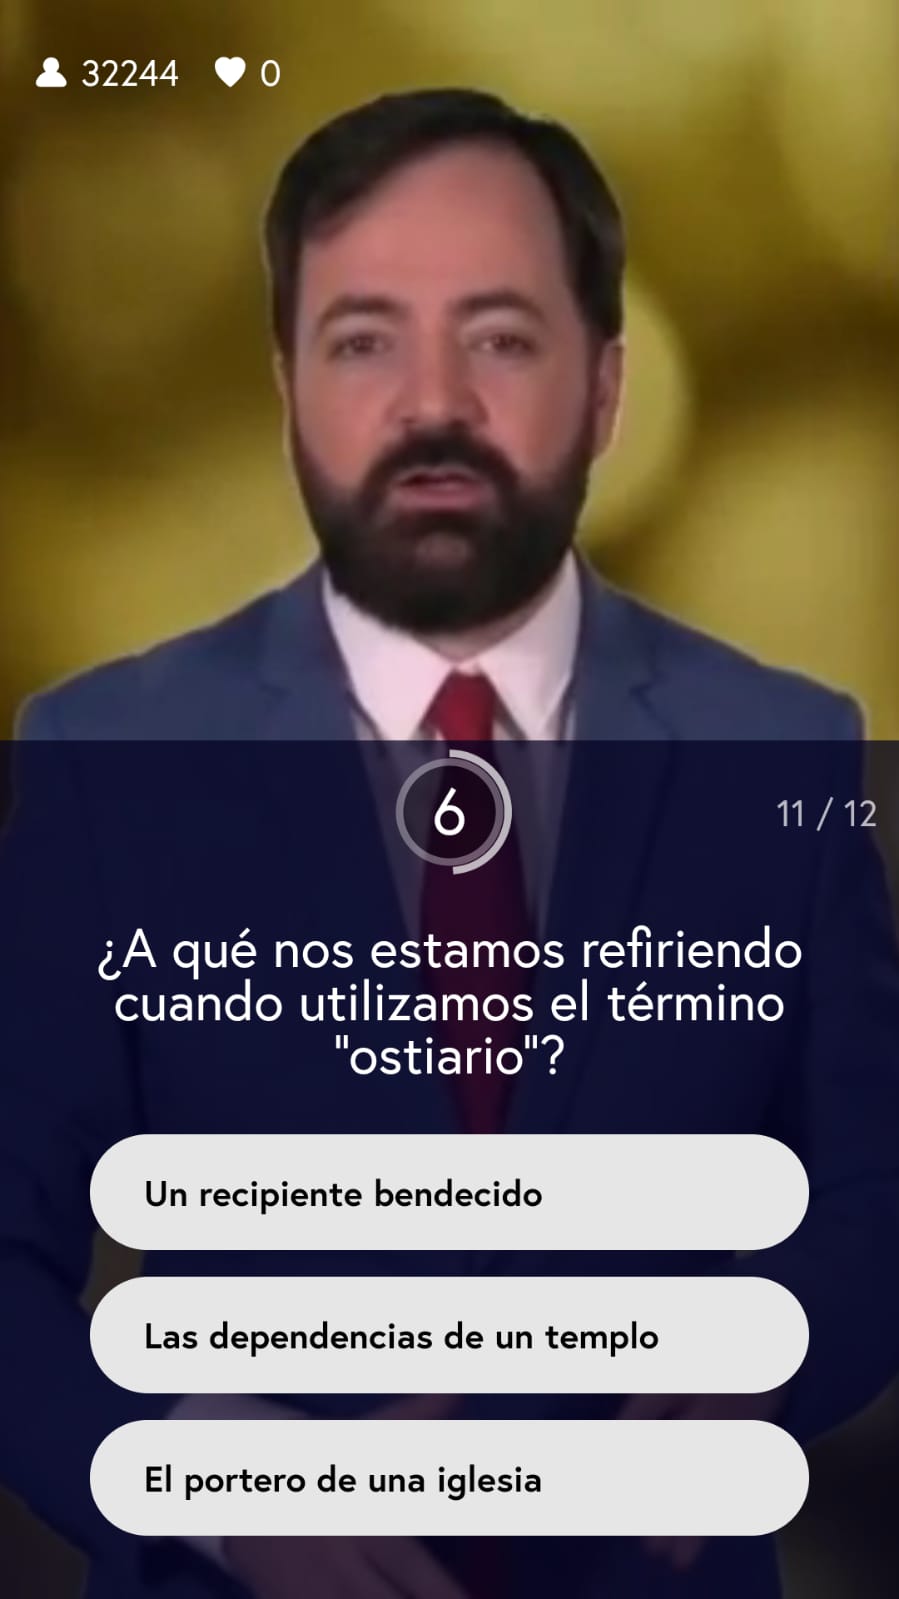 32244 0
6
11 / 12
¿A qué nos estamos refiriendo
cuando utilizamos el término
"ostiario"?
Un recipiente bendecido
Las dependencias de un templo
El portero de una iglesia